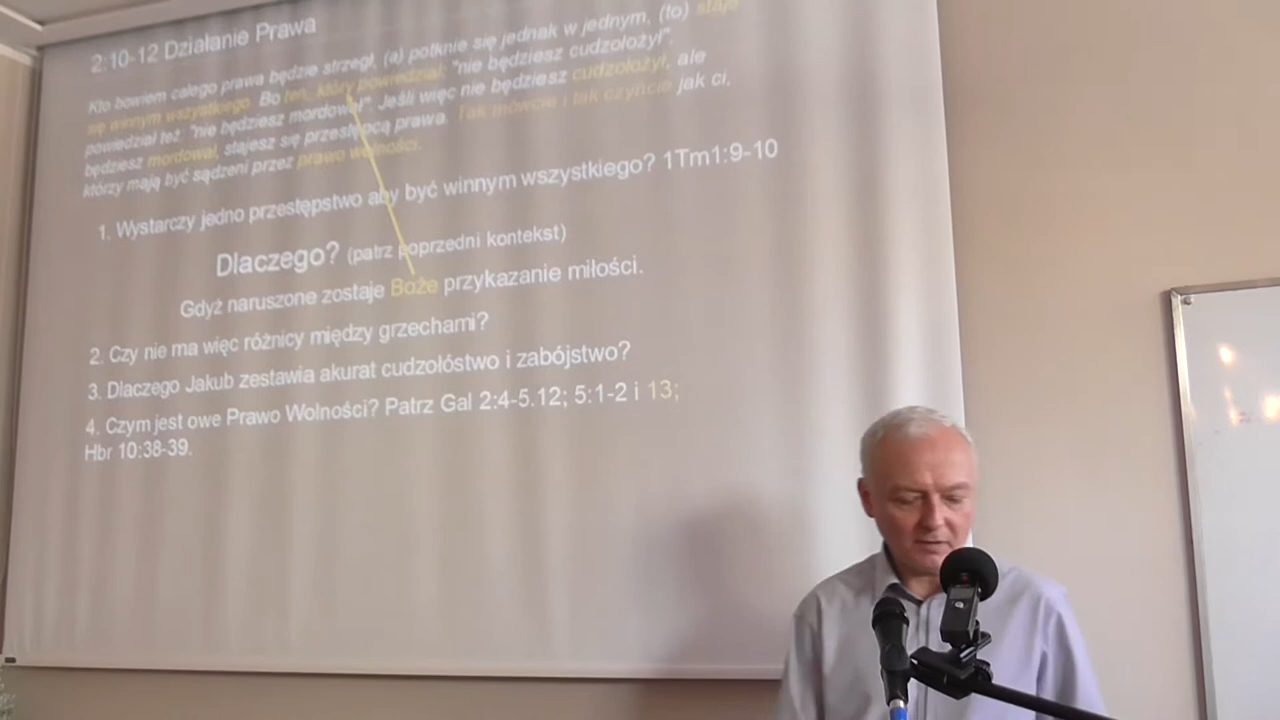 2:10-12 Działanie Prawa
Kto bowiem całego prawa będzie strzegł, (a) potknie się jednak w jednym, (to) staje
się winnym wszystkiego. Bo ten, który powiedział: "nie będziesz cudzołożył",
powiedział też: "nie będziesz mordował". Jeśli więc nie będziesz cudzołożył, ale
będziesz mordował, stajesz się przestępcą prawa. Tak mówcie i tak czyńcie jak ci,
którzy mają być sądzeni przez prawo wolności.
1. Wystarczy jedno przestępstwo aby być winnym wszystkiego? 1Tm1:9-10
Dlaczego? (patrz poprzedni kontekst)
Gdyż naruszone zostaje Boże przykazanie miłości.
2. Czy nie ma więc różnicy między grzechami?
3. Dlaczego Jakub zestawia akurat cudzołóstwo i zabójstwo?
4. Czym jest owe Prawo Wolności? Patrz Gal 2:4-5.12; 5:1-2 i 13;
Hbr 10:38-39.